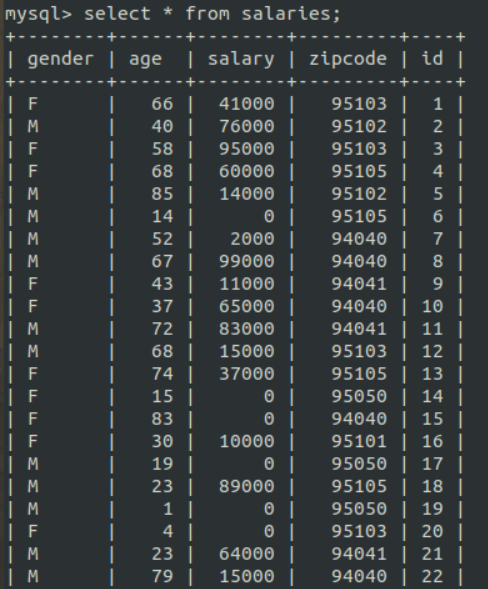 mysql> select * from salaries;
+--------+------+--------+---------+----+
| gender | age  | salary | zipcode | id |
+--------+------+--------+---------+----+
| F      |   66 |  41000 |   95103 |  1 |
| M      |   40 |  76000 |   95102 |  2 |
| F      |   58 |  95000 |   95103 |  3 |
| F      |   68 |  60000 |   95105 |  4 |
| M      |   85 |  14000 |   95102 |  5 |
| M      |   14 |      0 |   95105 |  6 |
| M      |   52 |   2000 |   94040 |  7 |
| M      |   67 |  99000 |   94040 |  8 |
| F      |   43 |  11000 |   94041 |  9 |
| F      |   37 |  65000 |   94040 | 10 |
| M      |   72 |  83000 |   94041 | 11 |
| M      |   68 |  15000 |   95103 | 12 |
| F      |   74 |  37000 |   95105 | 13 |
| F      |   15 |      0 |   95050 | 14 |
| F      |   83 |      0 |   94040 | 15 |
| F      |   30 |  10000 |   95101 | 16 |
| M      |   19 |      0 |   95050 | 17 |
| M      |   23 |  89000 |   95105 | 18 |
| M      |    1 |      0 |   95050 | 19 |
| F      |    4 |      0 |   95103 | 20 |
| M      |   23 |  64000 |   94041 | 21 |
| M      |   79 |  15000 |   94040 | 22 |